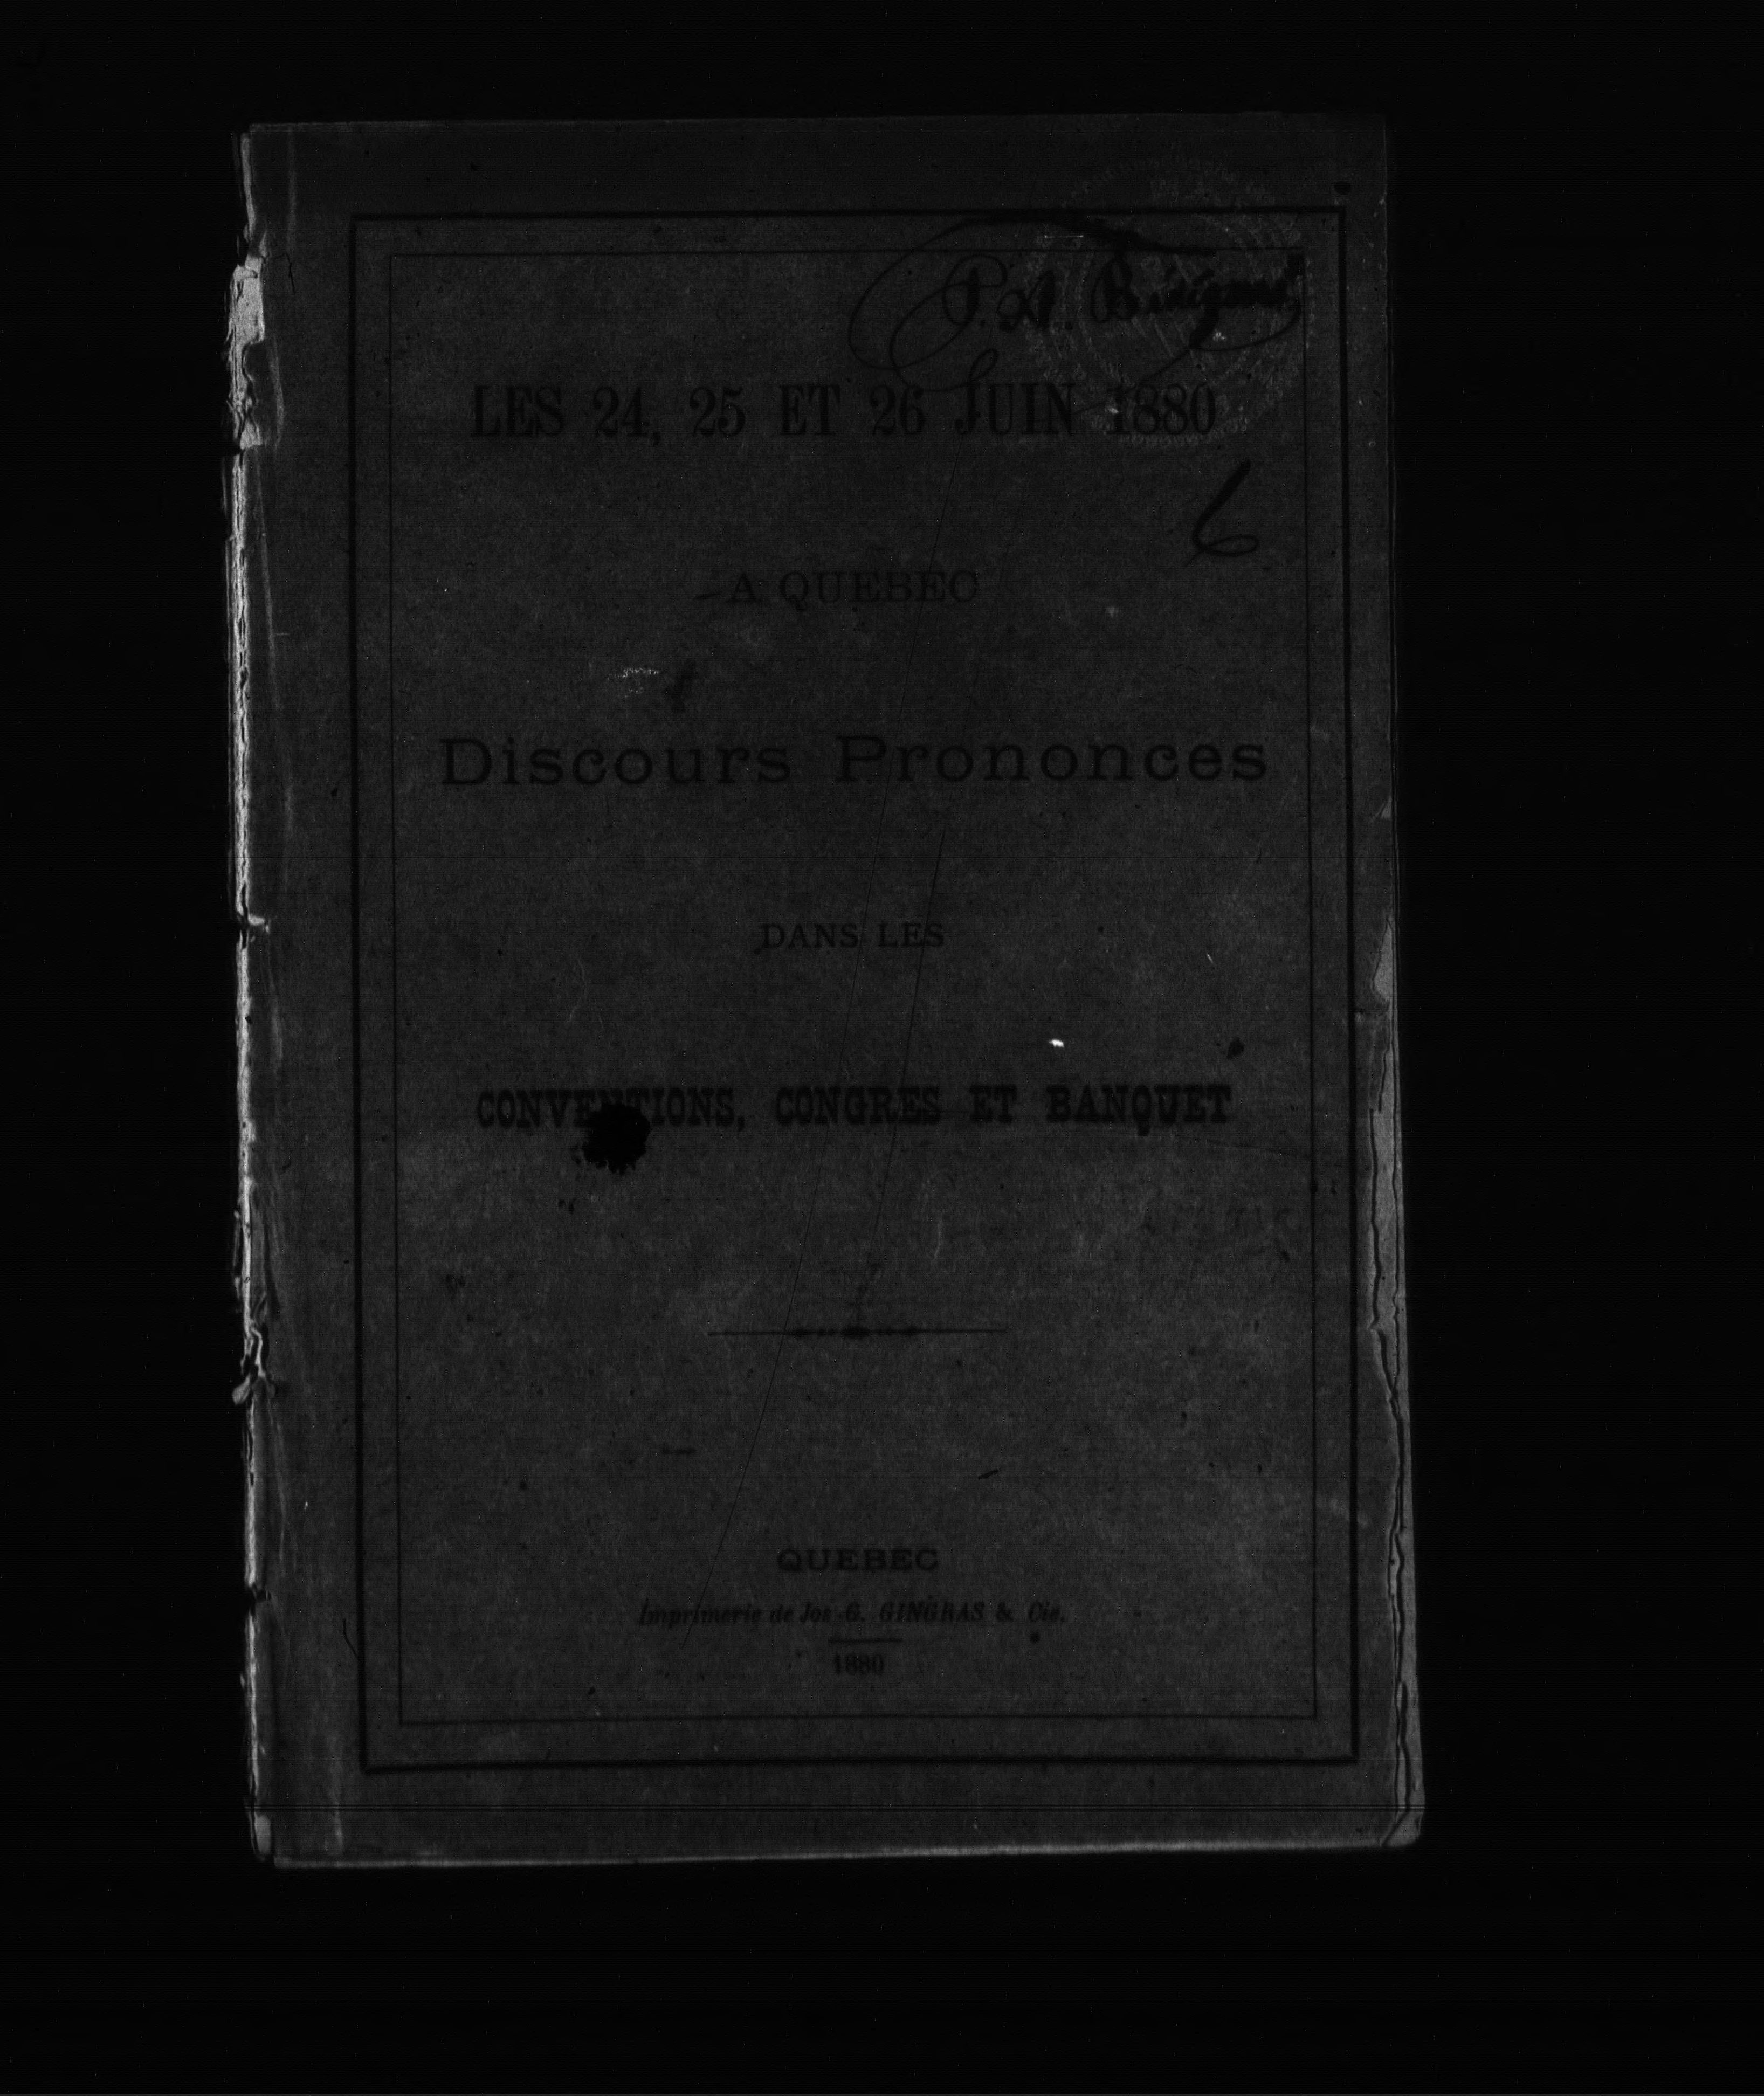 P. A.
LES 24, 25 ET 26 JUIN 1880
6
A QUEBEC
Discours Prononces
DANS LES
CONVENTIONS, CONGRES ET BANQUET
QUEBEC
Imprimerie de Jos G. GINGRAS & Cie.
1880